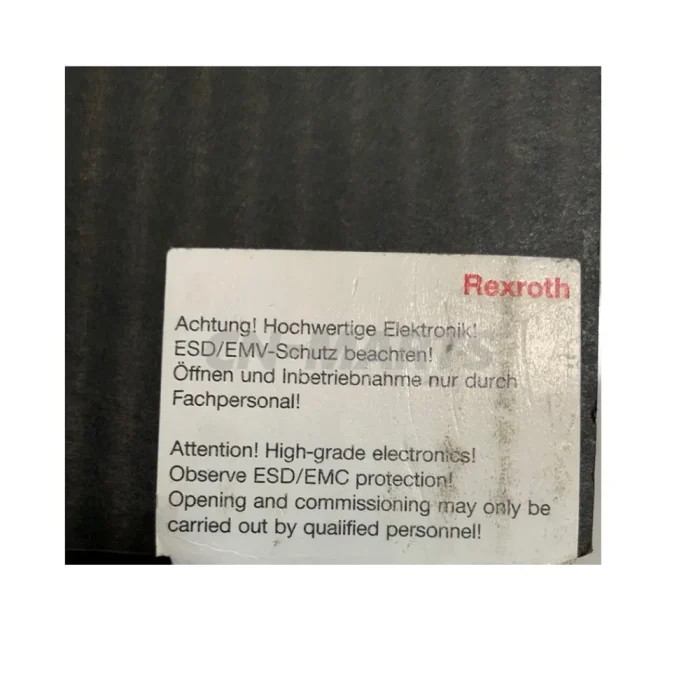 Rexroth
Achtung! Hochwertige Elektronik!
ESD/EMV-Schutz beachten!
Öffnen und Inbetriebnahme nur durch
Fachpersonal!
Attention! High-grade electronics!
Observe ESD/EMC protection!
Opening and commissioning may only be
carried out by qualified personnel!